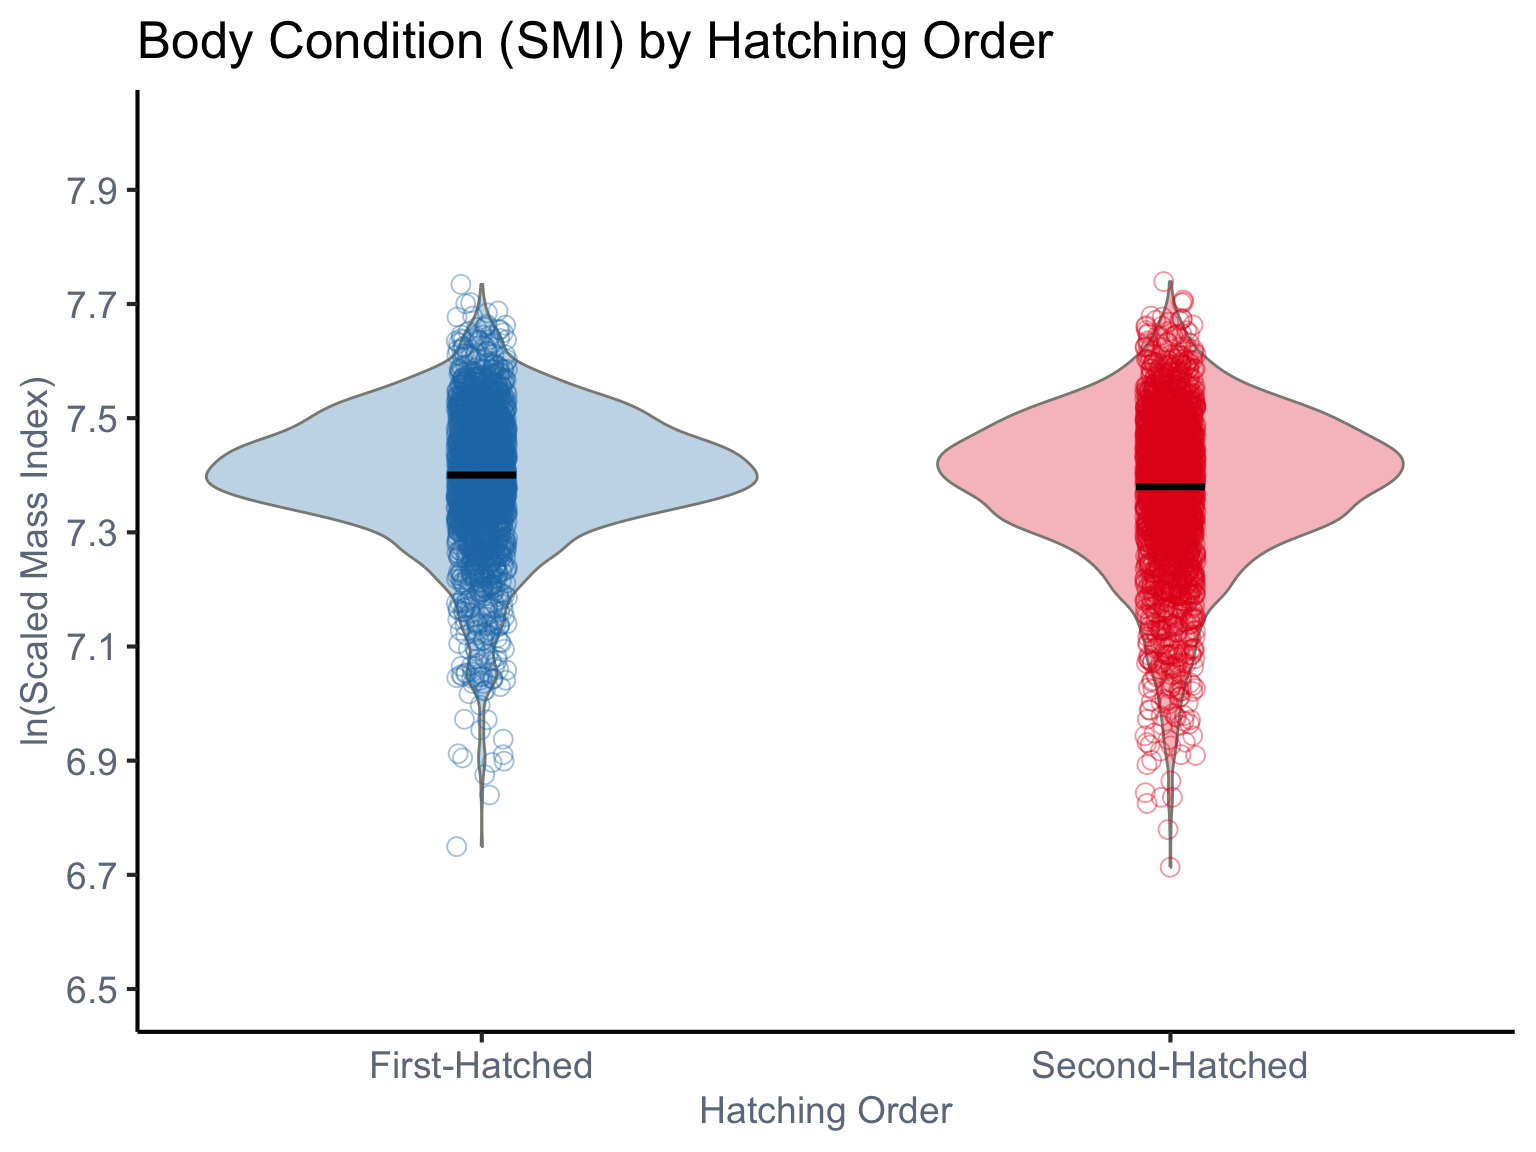 Body Condition (SMI) by Hatching Order
ln(Scaled Mass Index)
7.9
7.7
7.5
7.3
7.1
6.9
6.7
6.5
First-Hatched
Second-Hatched
Hatching Order